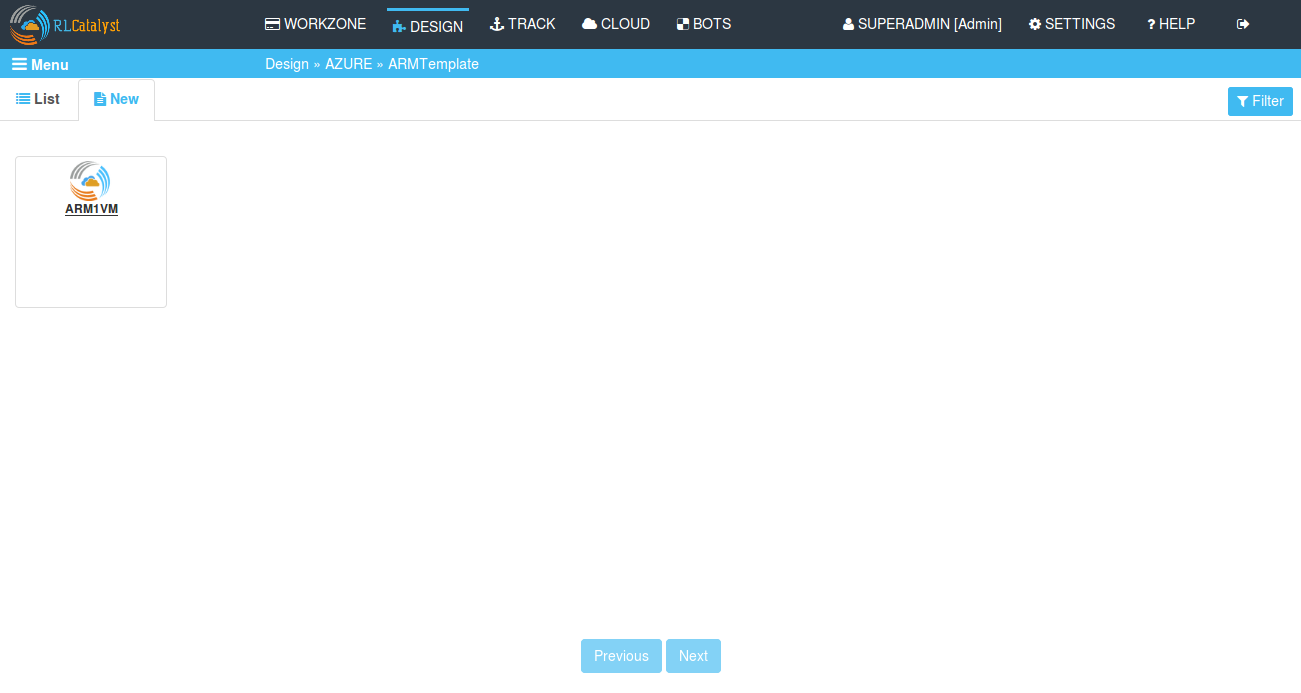 RLCatalyst WORKZONE DESIGN TRACK CLOUD BOTS SUPERADMIN [Admin] SETTINGS ? HELP
Menu Design » AZURE » ARMTemplate
List New Filter
ARM1VM
Previous Next